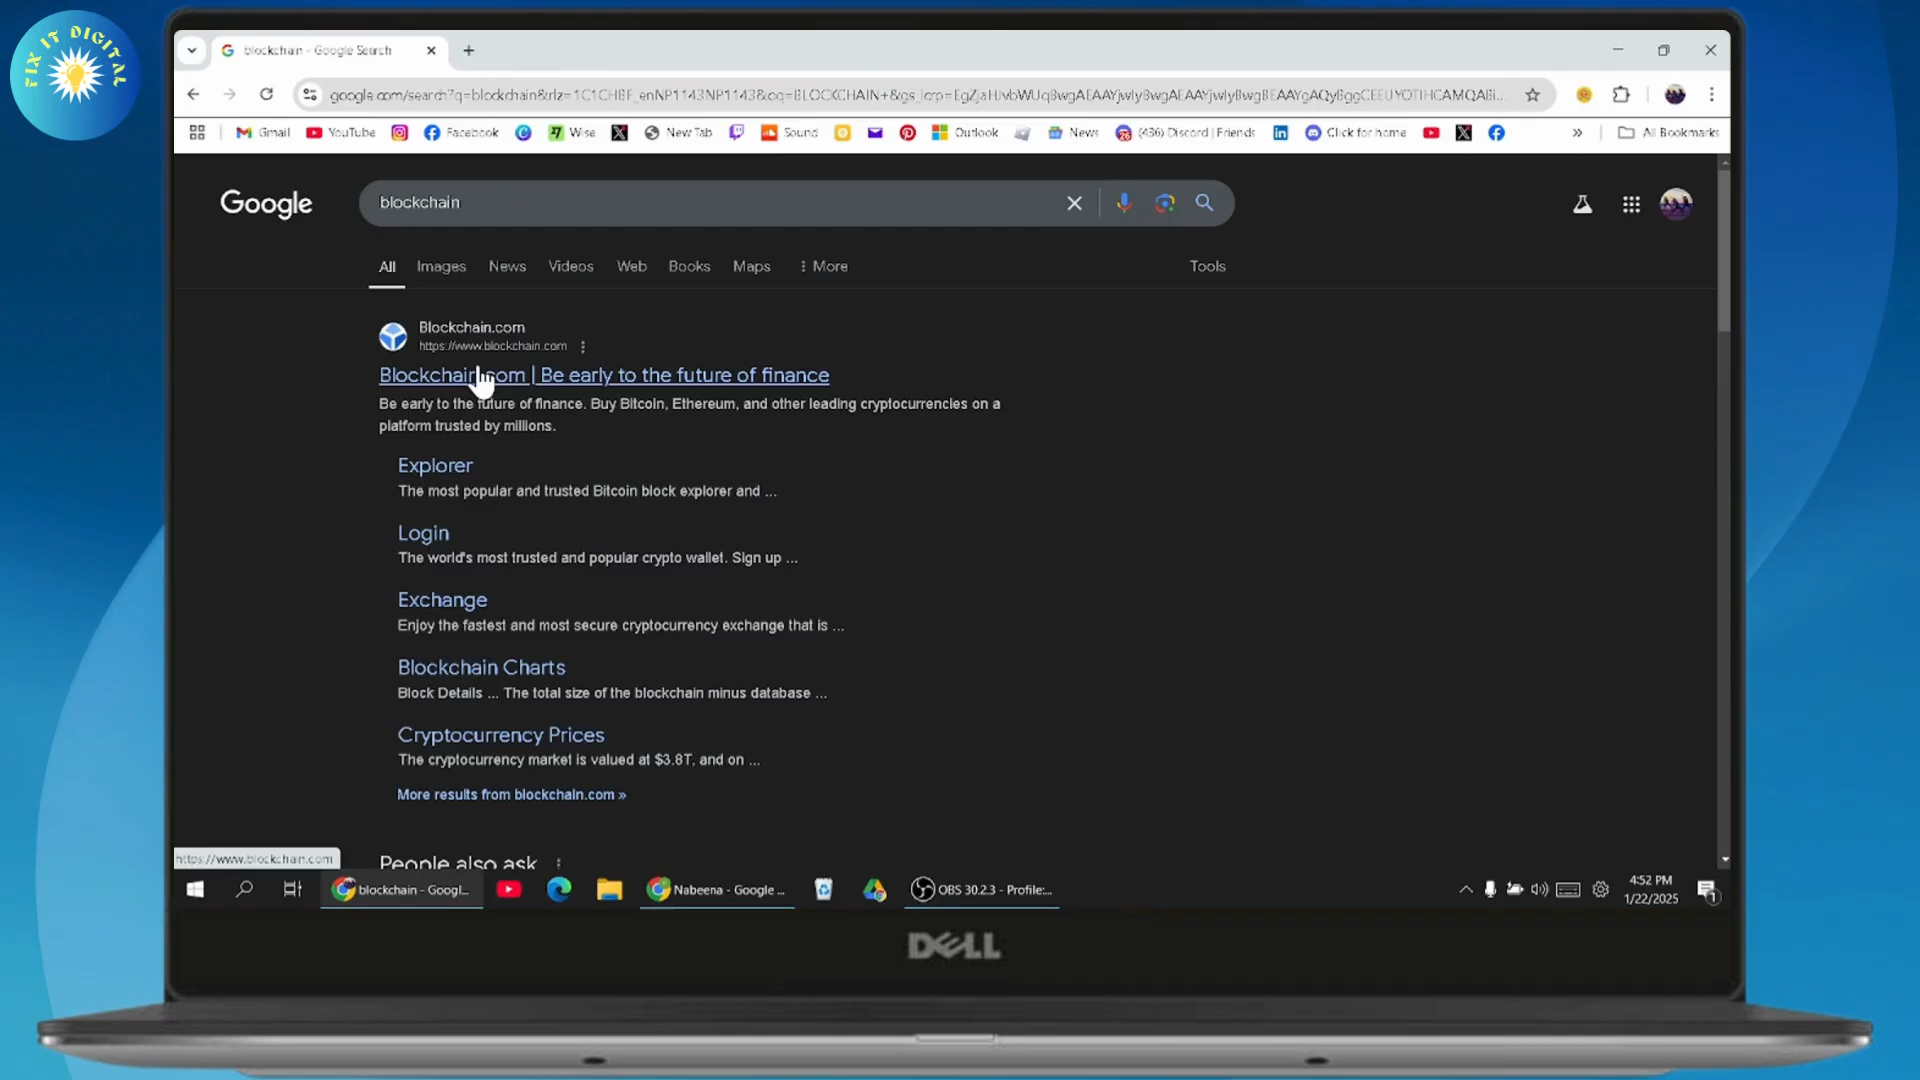 FIX IT DIGITAL
blockchain - Google Search
Gmail
YouTube
Facebook
Wise
New Tab
Sound
Outlook
News
(436) Discord | Friends
Click for home
All Bookmarks
Google
blockchain
All Images News Videos Web Books Maps More Tools
Blockchain.com
https://www.blockchain.com
Blockchain.com | Be early to the future of finance
Be early to the future of finance. Buy Bitcoin, Ethereum, and other leading cryptocurrencies on a
platform trusted by millions.
Explorer
The most popular and trusted Bitcoin block explorer and ...
Login
The world's most trusted and popular crypto wallet. Sign up ...
Exchange
Enjoy the fastest and most secure cryptocurrency exchange that is ...
Blockchain Charts
Block Details ... The total size of the blockchain minus database ...
Cryptocurrency Prices
The cryptocurrency market is valued at $3.8T, and on ...
More results from blockchain.com »
People also ask
https://www.blockchain.com
blockchain - Googl...
Nabeena - Google ...
OBS 30.2.3 - Profile:...
4:52 PM
1/22/2025
1
DELL